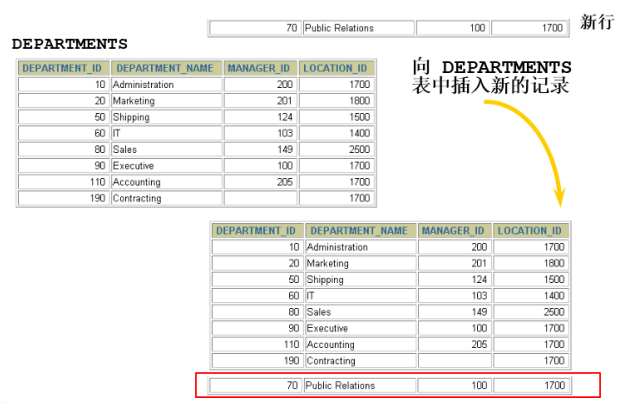 70 Public Relations 100 1700 新行
DEPARTMENTS
DEPARTMENT_ID DEPARTMENT_NAME MANAGER_ID LOCATION_ID
10 Administration 200 1700
20 Marketing 201 1800
50 Shipping 124 1500
60 IT 103 1400
80 Sales 149 2500
90 Executive 100 1700
110 Accounting 205 1700
190 Contracting 1700
向 DEPARTMENTS
表中插入新的记录
DEPARTMENT_ID DEPARTMENT_NAME MANAGER_ID LOCATION_ID
10 Administration 200 1700
20 Marketing 201 1800
50 Shipping 124 1500
60 IT 103 1400
80 Sales 149 2500
90 Executive 100 1700
110 Accounting 205 1700
190 Contracting 1700
70 Public Relations 100 1700